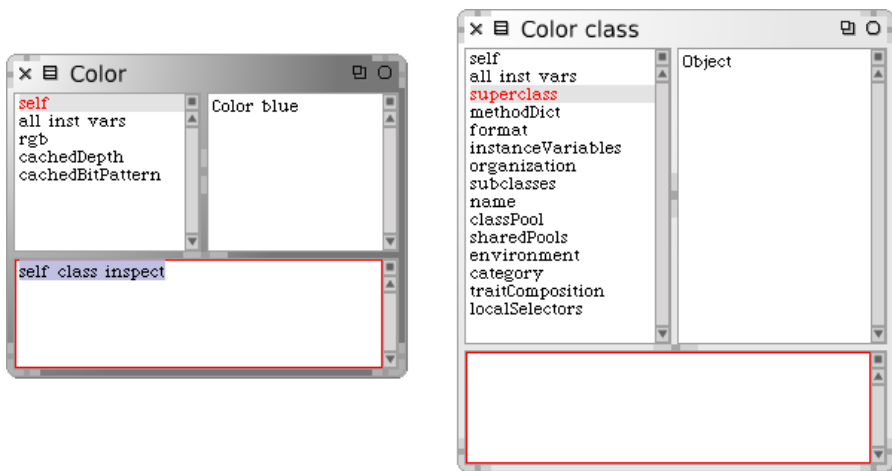 Color
self
all inst vars
rgb
cachedDepth
cachedBitPattern
Color blue
self class inspect
Color class
self
all inst vars
superclass
methodDict
format
instanceVariables
organization
subclasses
name
classPool
sharedPools
environment
category
traitComposition
localSelectors
Object